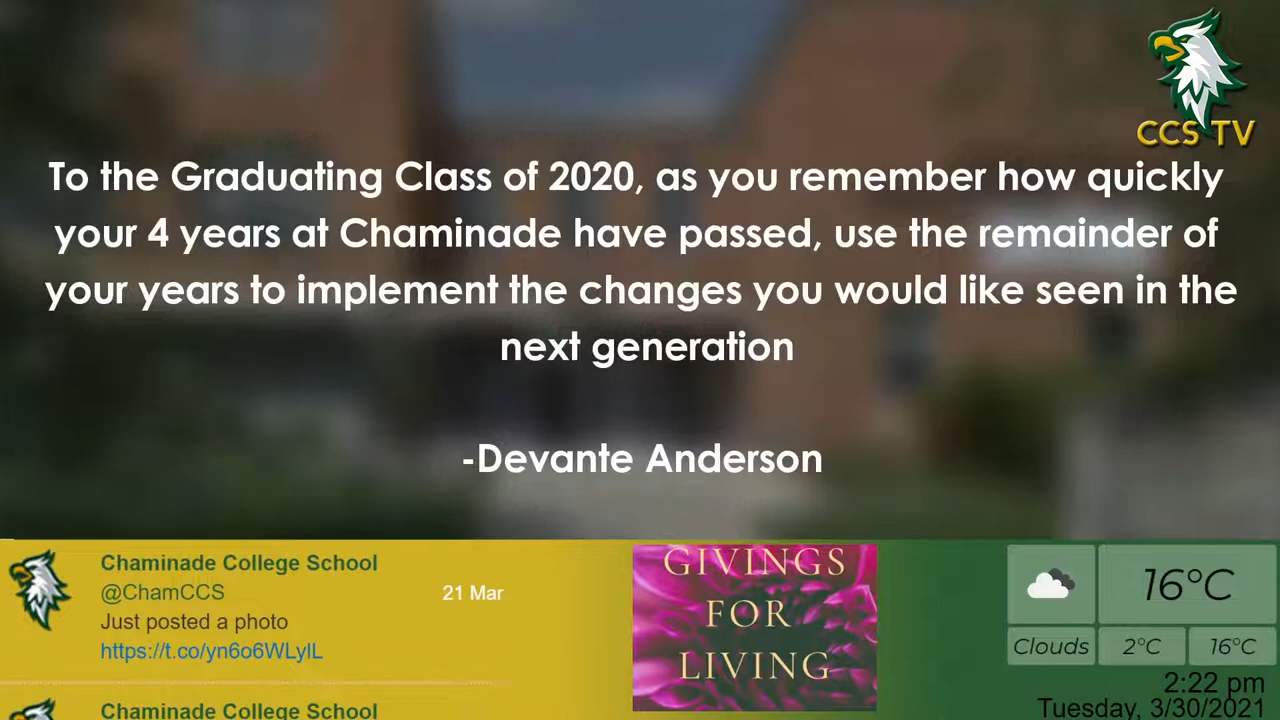 CCS TV
To the Graduating Class of 2020, as you remember how quickly
your 4 years at Chaminade have passed, use the remainder of
your years to implement the changes you would like seen in the
next generation
-Devante Anderson
Chaminade College School
@ChamCCS
21 Mar
Just posted a photo
https://t.co/yn6o6WLylL
Chaminade College School
GIVINGS
FOR
LIVING
16°C
Clouds
2°C
16°C
2:22 pm
Tuesday, 3/30/2021